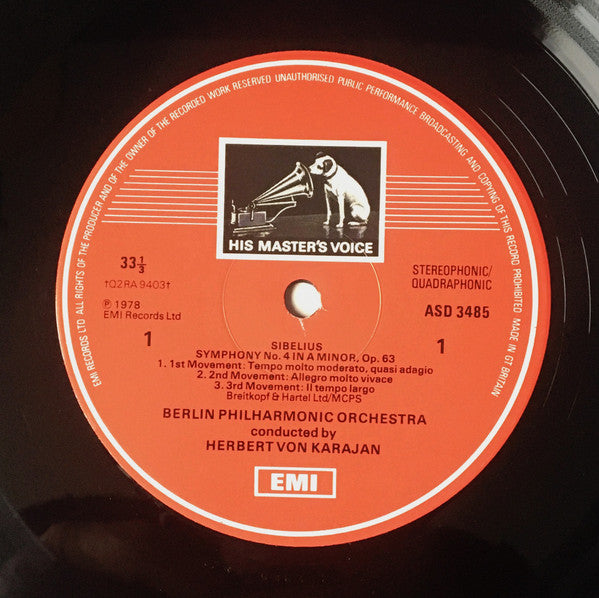 EMI RECORDS LTD ALL RIGHTS OF THE PRODUCER AND OF THE OWNER OF THE RECORDED WORK RESERVED UNAUTHORISED PUBLIC PERFORMANCE BROADCASTING AND COPYING OF THIS RECORD PROHIBITED MADE IN GT BRITAIN
HIS MASTER'S VOICE
33⅓
†Q2RA 9403†
℗ 1978
EMI Records Ltd
1
STEREOPHONIC/
QUADRAPHONIC
ASD 3485
1
SIBELIUS
SYMPHONY No. 4 IN A MINOR, Op. 63
1. 1st Movement: Tempo molto moderato, quasi adagio
2. 2nd Movement: Allegro molto vivace
3. 3rd Movement: Il tempo largo
Breitkopf & Hartel Ltd/MCPS
BERLIN PHILHARMONIC ORCHESTRA
conducted by
HERBERT VON KARAJAN
EMI